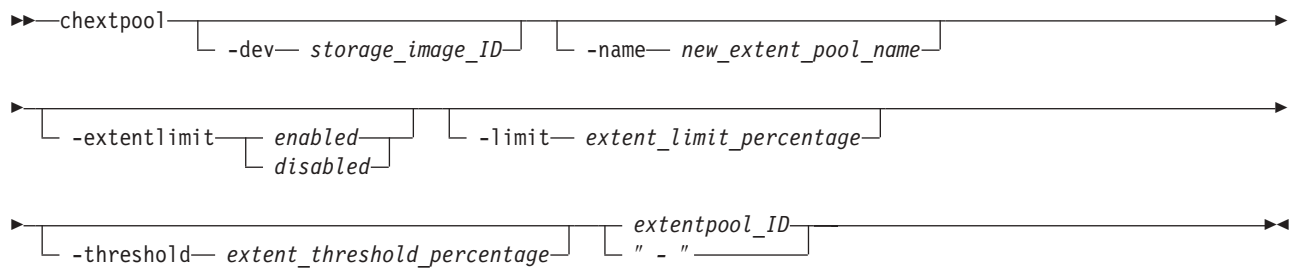 chextpool
-dev storage_image_ID -name new_extent_pool_name
-extentlimit enabled -limit extent_limit_percentage
disabled
extentpool_ID
-threshold extent_threshold_percentage " - "